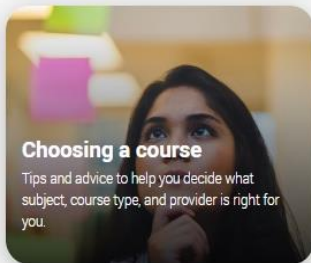 Choosing a course
Tips and advice to help you decide what
subject, course type, and provider is right for
you.